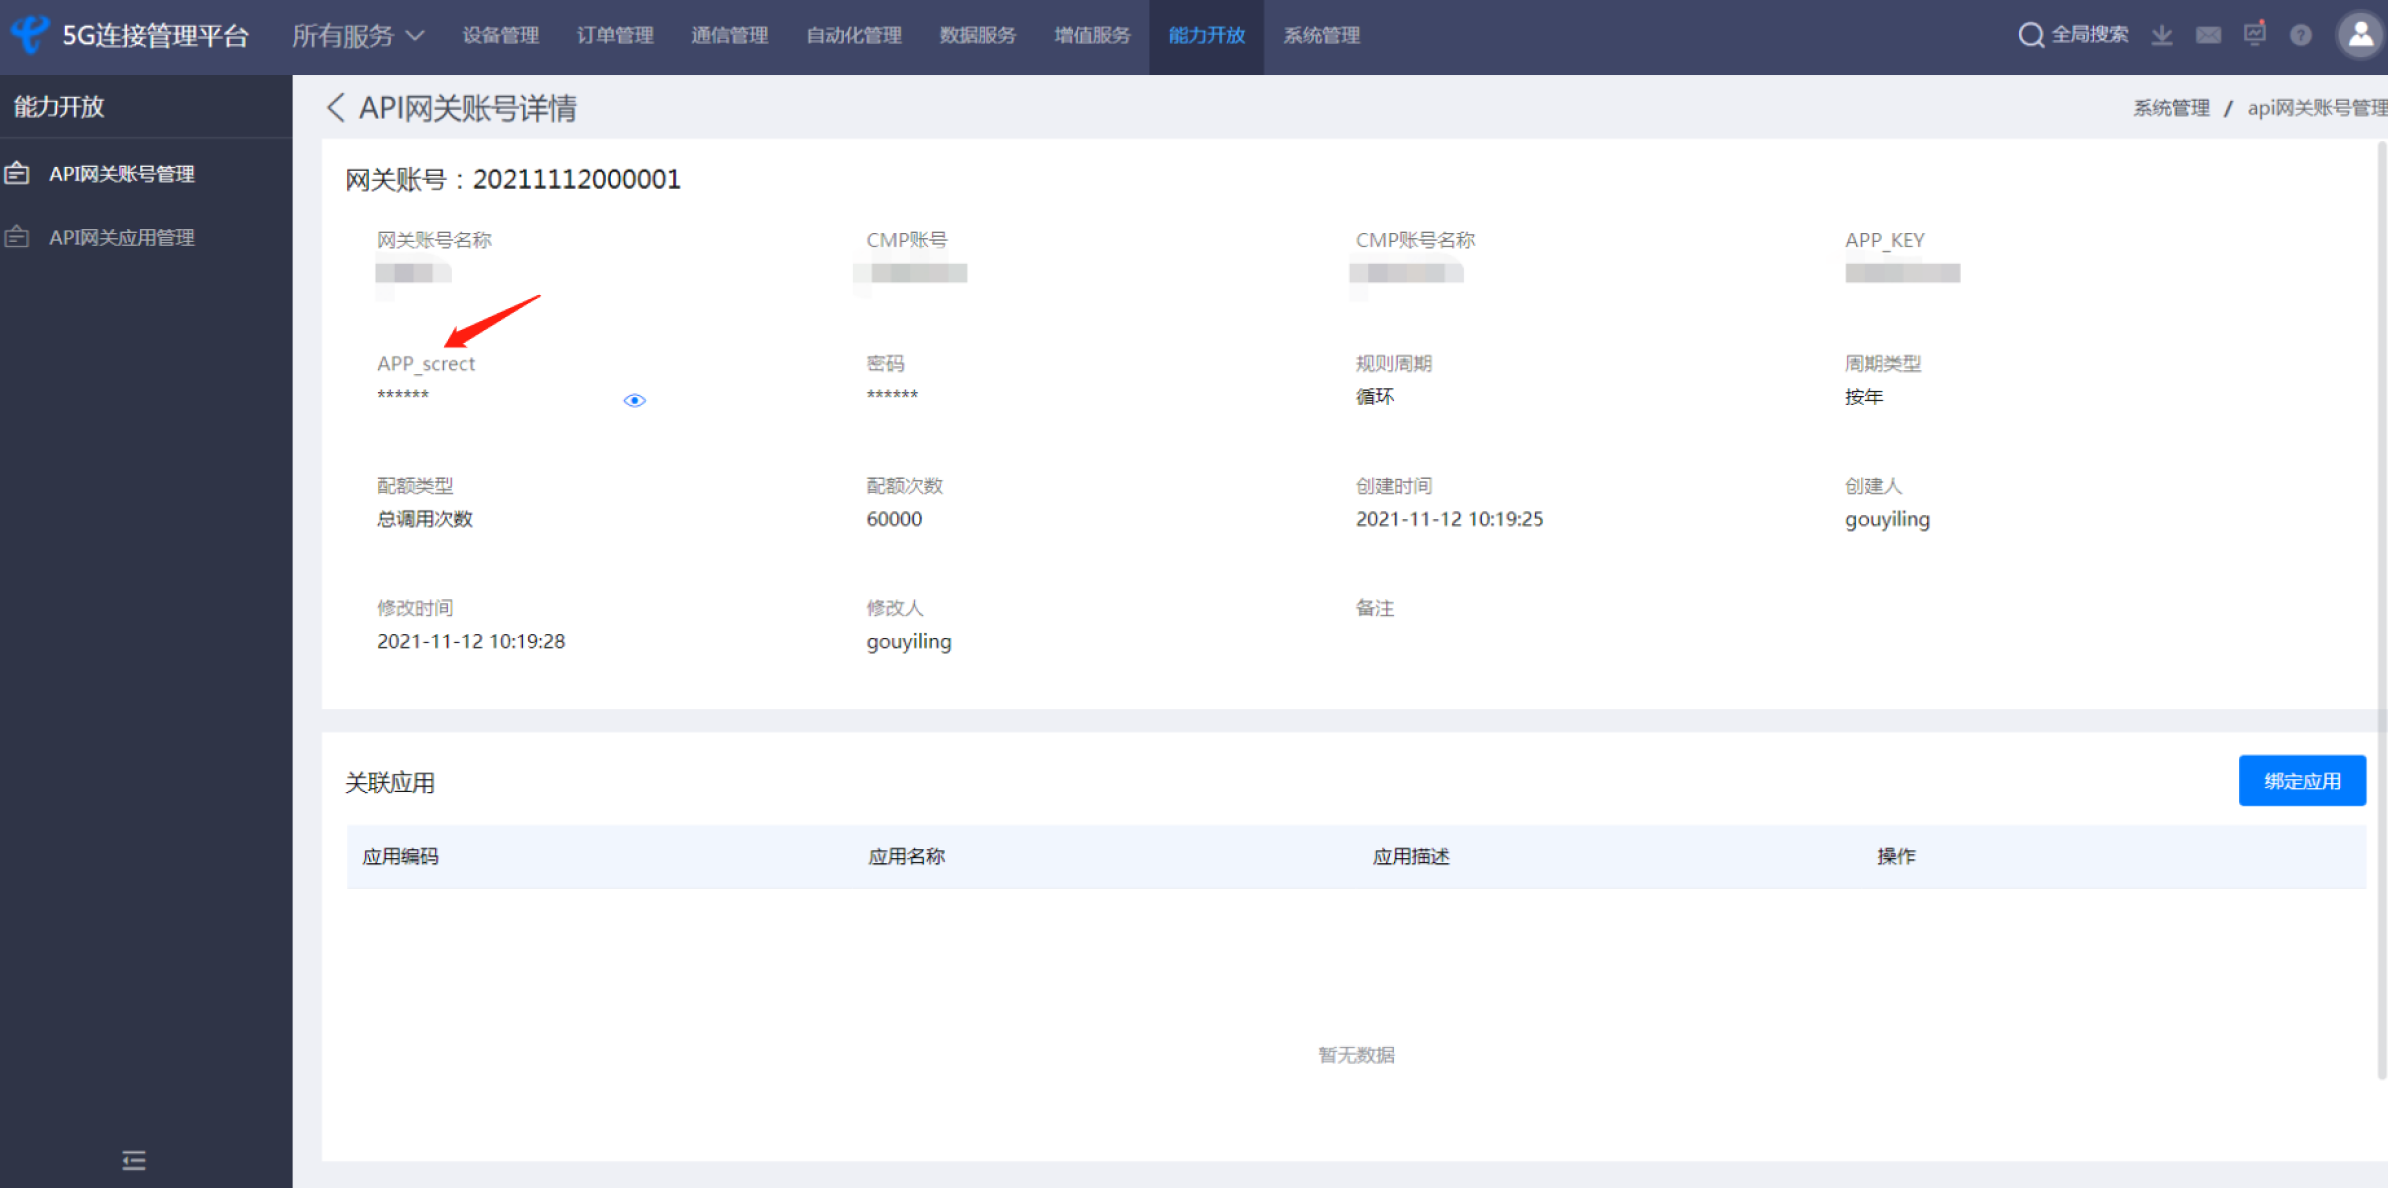 5G连接管理平台 所有服务 设备管理 订单管理 通信管理 自动化管理 数据服务 增值服务 能力开放 系统管理 全局搜索
能力开放
API网关账号管理
API网关应用管理
API网关账号详情
系统管理 / api网关账号管理
网关账号：20211112000001
网关账号名称 CMP账号 CMP账号名称 APP_KEY
APP_screct 密码 规则周期 周期类型
****** ****** 循环 按年
配额类型 配额次数 创建时间 创建人
总调用次数 60000 2021-11-12 10:19:25 gouyiling
修改时间 修改人 备注
2021-11-12 10:19:28 gouyiling
关联应用 绑定应用
应用编码 应用名称 应用描述 操作
暂无数据